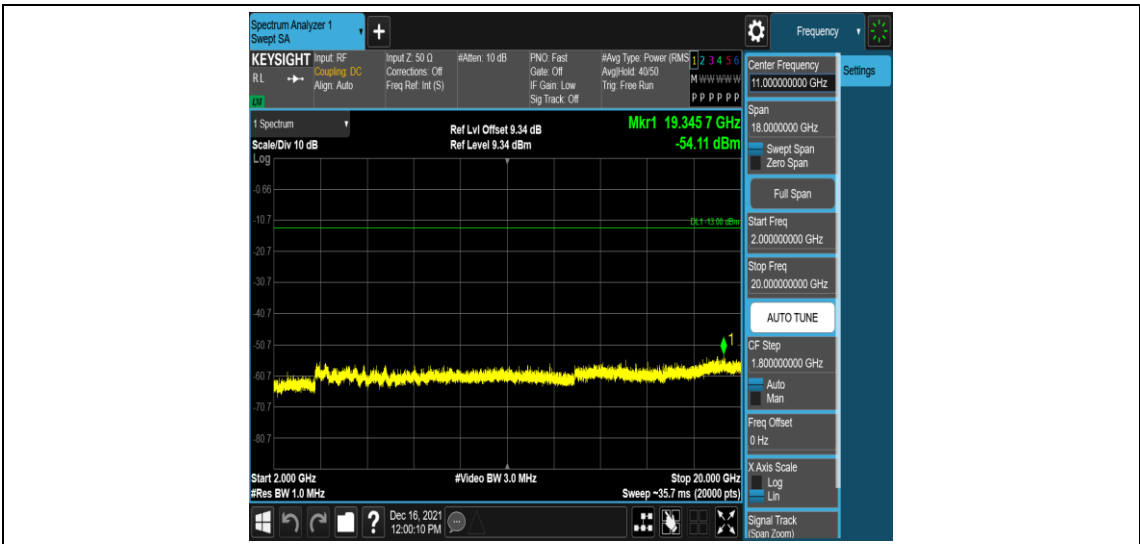 Spectrum Analyzer 1
Swept SA
+
Frequency
KEYSIGHT
RL
LXI
Input: RF
Coupling: DC
Align: Auto
Input Z: 50 Ω
Corrections: Off
Freq Ref: Int (S)
#Atten: 10 dB
PNO: Fast
Gate: Off
IF Gain: Low
Sig Track: Off
#Avg Type: Power (RMS
Avg|Hold: 40/50
Trig: Free Run
1 2 3 4 5 6
M W W W W W
P P P P P P
1 Spectrum
Scale/Div 10 dB
Log
Ref Lvl Offset 9.34 dB
Ref Level 9.34 dBm
Mkr1 19.345 7 GHz
-54.11 dBm
-0.66
-10.7
DL1 -13.00 dBm
-20.7
-30.7
-40.7
-50.7
1
-60.7
-70.7
-80.7
Start 2.000 GHz
#Res BW 1.0 MHz
#Video BW 3.0 MHz
Stop 20.000 GHz
Sweep ~35.7 ms (20000 pts)
?
Dec 16, 2021
12:00:10 PM
Center Frequency
11.000000000 GHz
Settings
Span
18.0000000 GHz
Swept Span
Zero Span
Full Span
Start Freq
2.000000000 GHz
Stop Freq
20.000000000 GHz
AUTO TUNE
CF Step
1.800000000 GHz
Auto
Man
Freq Offset
0 Hz
X Axis Scale
Log
Lin
Signal Track
(Span Zoom)